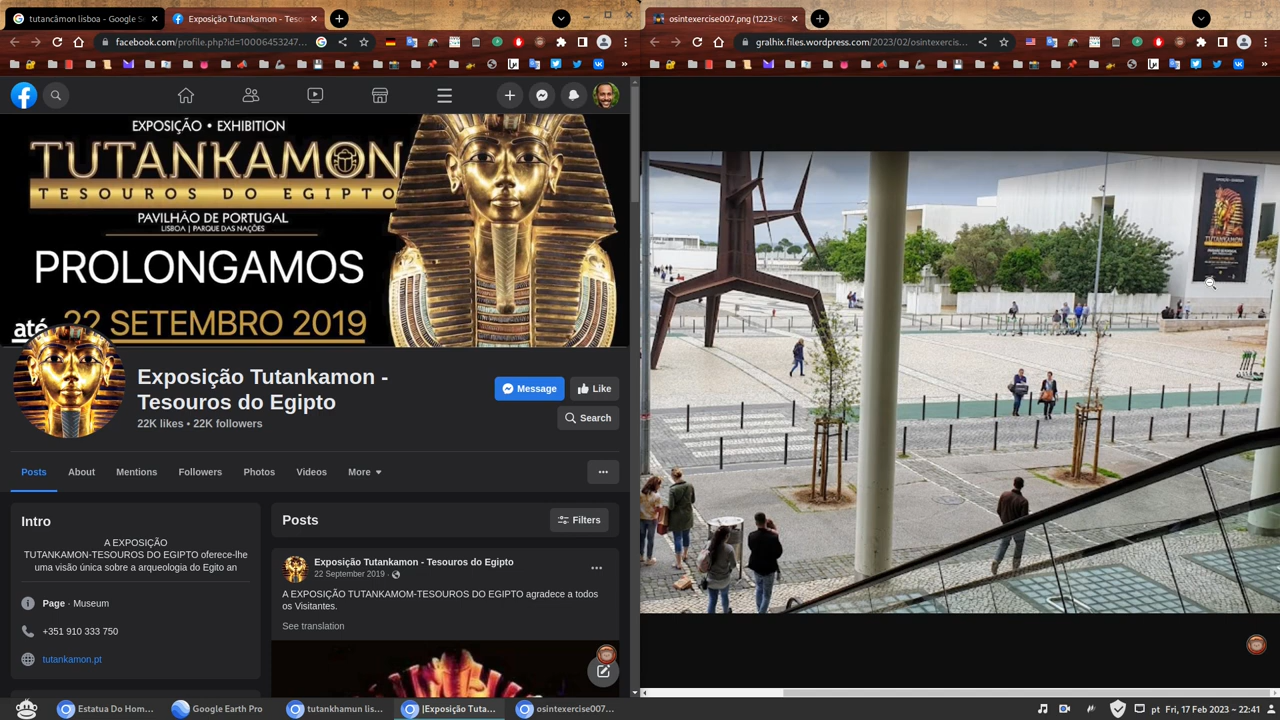 tutancâmon lisboa - Google Se
Exposição Tutankamon - Teso
osintexercise007.png (1223×6
facebook.com/profile.php?id=10006453247...
gralhix.files.wordpress.com/2023/02/osintexercis...
EXPOSIÇÃO • EXHIBITION
TUTANKAMON
TESOUROS DO EGIPTO
PAVILHÃO DE PORTUGAL
LISBOA | PARQUE DAS NAÇÕES
PROLONGAMOS
até 22 SETEMBRO 2019
TUTANKAMON
Exposição Tutankamon -
Tesouros do Egipto
22K likes • 22K followers
Message
Like
Search
Posts
About
Mentions
Followers
Photos
Videos
More
Intro
A EXPOSIÇÃO
TUTANKAMON-TESOUROS DO EGIPTO oferece-lhe
uma visão única sobre a arqueologia do Egito an
Page · Museum
+351 910 333 750
tutankamon.pt
Posts
Filters
Exposição Tutankamon - Tesouros do Egipto
22 September 2019 ·
A EXPOSIÇÃO TUTANKAMOM-TESOUROS DO EGIPTO agradece a todos
os Visitantes.
See translation
Estatua Do Hom...
Google Earth Pro
tutankhamun lis...
|Exposição Tuta...
osintexercise007...
pt
Fri, 17 Feb 2023 ~ 22:41